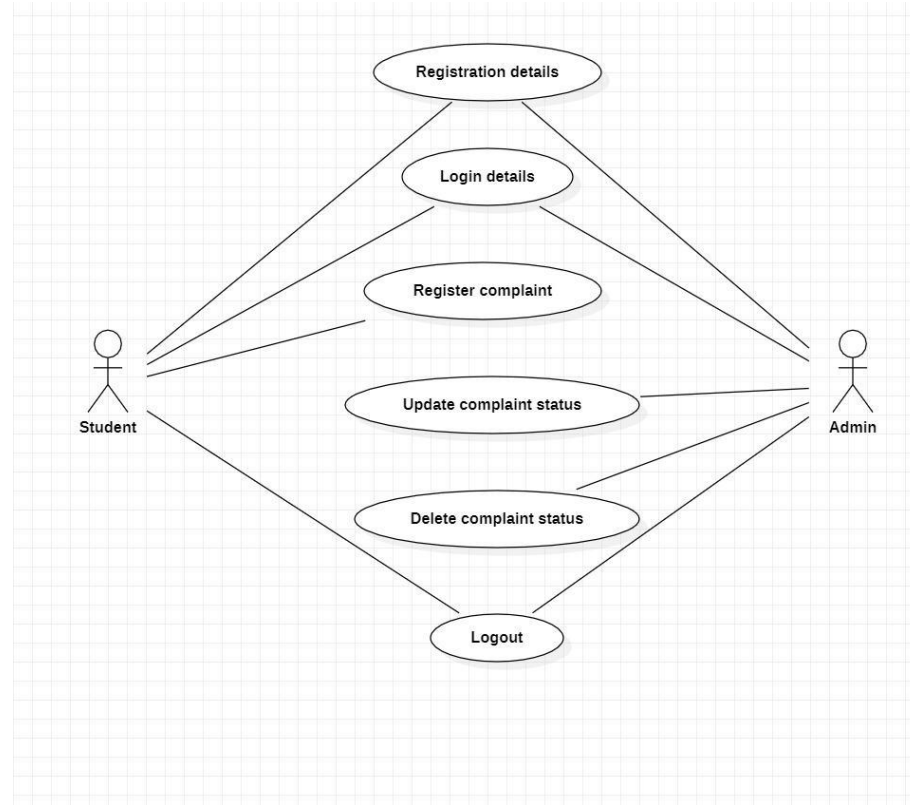 Registration details
Login details
Register complaint
Update complaint status
Student
Admin
Delete complaint status
Logout